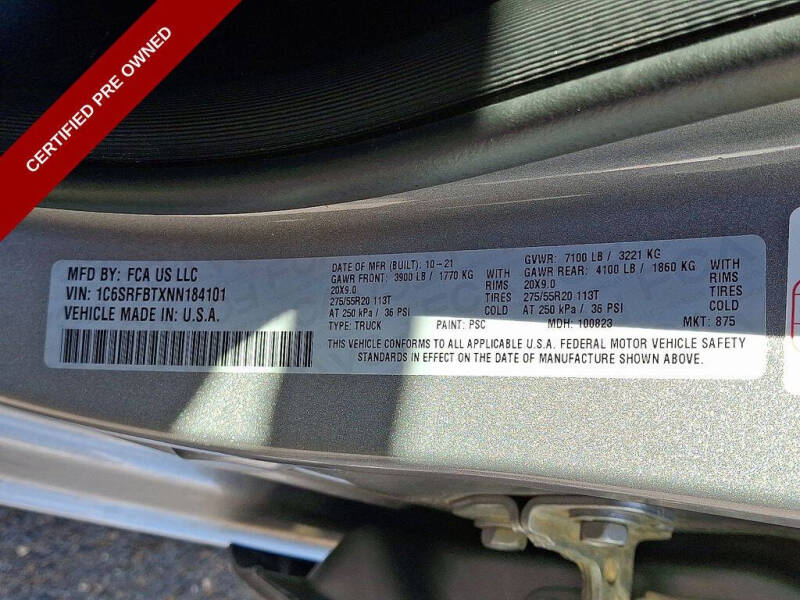 CERTIFIED PRE OWNED
MFD BY: FCA US LLC
VIN: 1C6SRFBTXNN184101
VEHICLE MADE IN: U.S.A.
DATE OF MFR (BUILT): 10-21
GAWR FRONT: 3900 LB / 1770 KG WITH
20X9.0 RIMS
275/55R20 113T TIRES
AT 250 kPa / 36 PSI COLD
TYPE: TRUCK PAINT: PSC
GVWR: 7100 LB / 3221 KG
GAWR REAR: 4100 LB / 1860 KG WITH
20X9.0 RIMS
275/55R20 113T TIRES
AT 250 kPa / 36 PSI COLD
MDH: 100823 MKT: 875
THIS VEHICLE CONFORMS TO ALL APPLICABLE U.S.A. FEDERAL MOTOR VEHICLE SAFETY
STANDARDS IN EFFECT ON THE DATE OF MANUFACTURE SHOWN ABOVE.